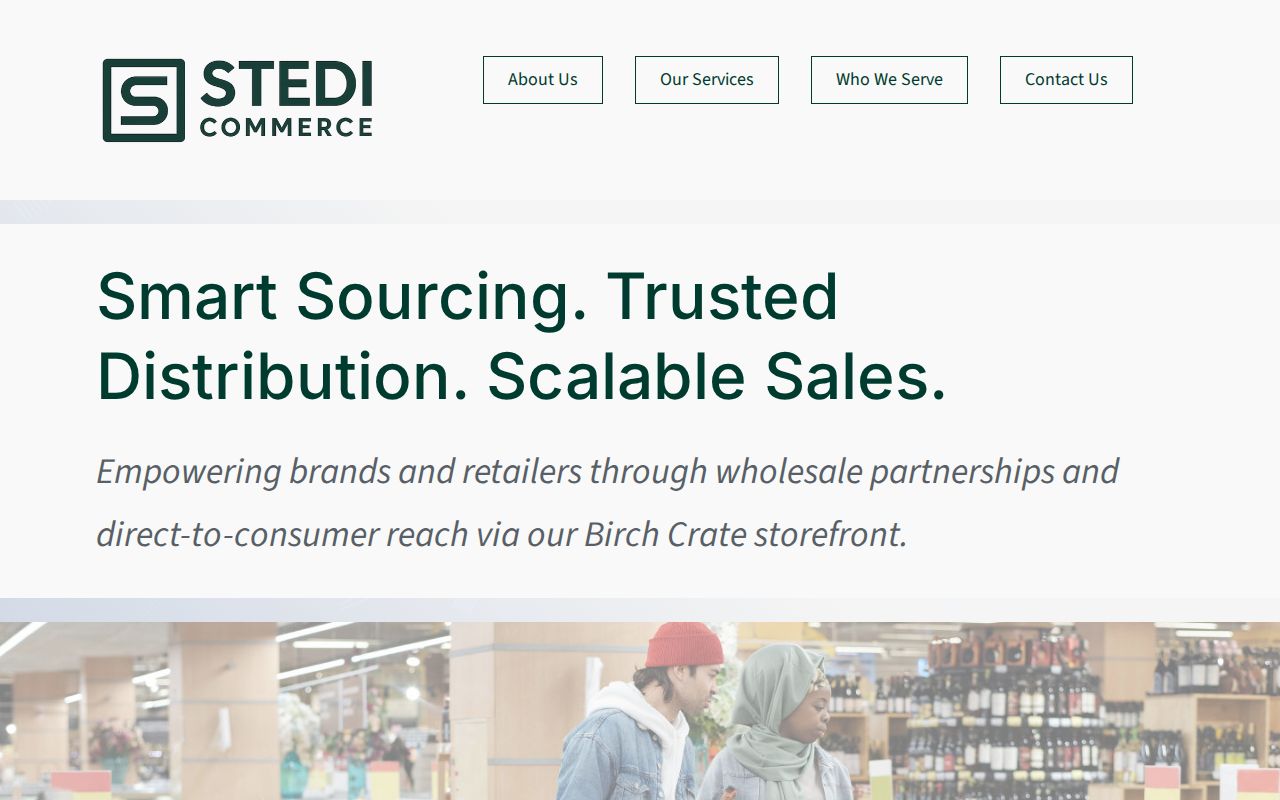 STEDI
COMMERCE
About Us
Our Services
Who We Serve
Contact Us
Smart Sourcing. Trusted
Distribution. Scalable Sales.
Empowering brands and retailers through wholesale partnerships and
direct-to-consumer reach via our Birch Crate storefront.